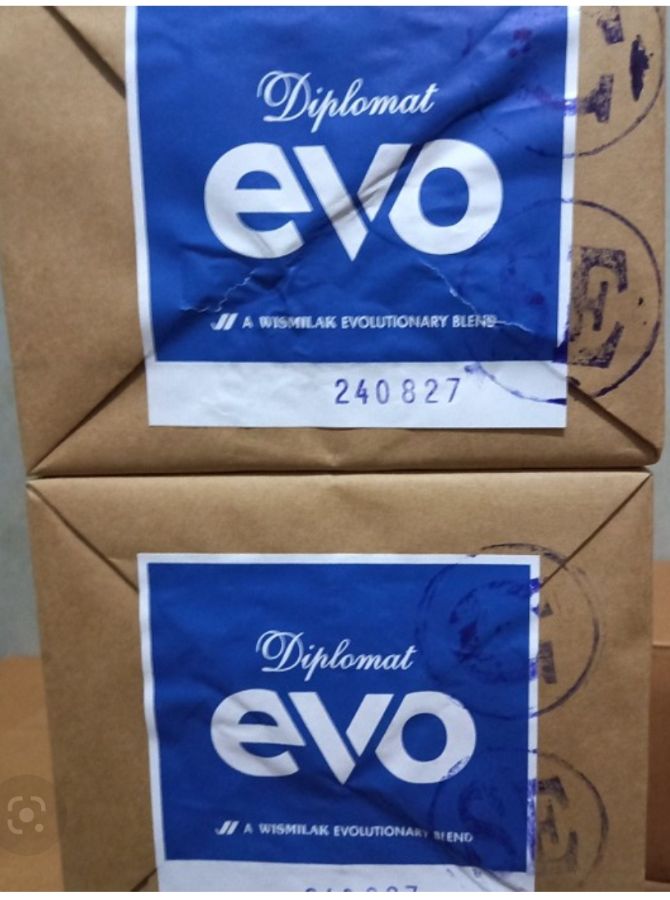 Diplomat
evo
A WISMILAK EVOLUTIONARY BLEND
240827
E
Diplomat
evo
A WISMILAK EVOLUTIONARY BLEND
E